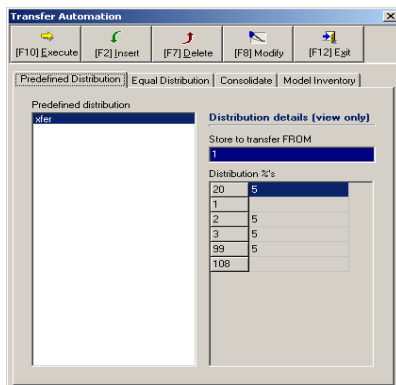 Transfer Automation
[F10] Execute [F2] Insert [F7] Delete [F8] Modify [F12] Exit
Predefined Distribution Equal Distribution Consolidate Model Inventory
Predefined distribution
xfer
Distribution details (view only)
Store to transfer FROM
1
Distribution %'s
20 5
1
2 5
3 5
99 5
108